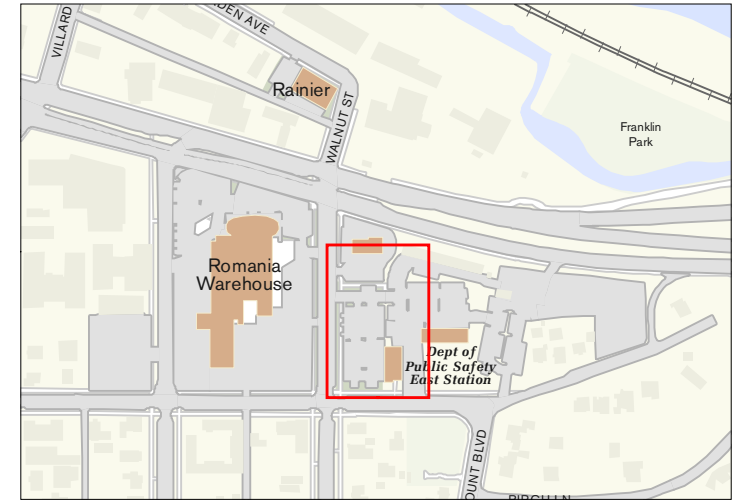 VILLARD
DEN AVE
Rainier
WALNUT ST
Franklin
Park
Romania
Warehouse
Dept of
Public Safety
East Station
OUNT BLVD